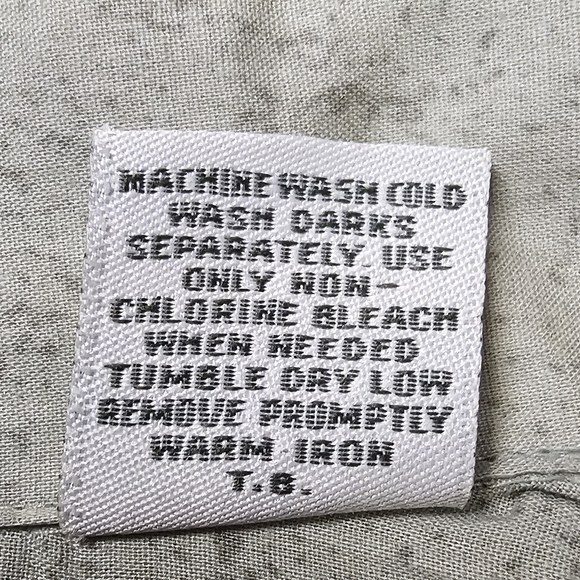 MACHINE WASH COLD
WASH DARKS
SEPARATELY. USE
ONLY NON-
CHLORINE BLEACH
WHEN NEEDED
TUMBLE DRY LOW
REMOVE PROMPTLY
WARM IRON
T.B.